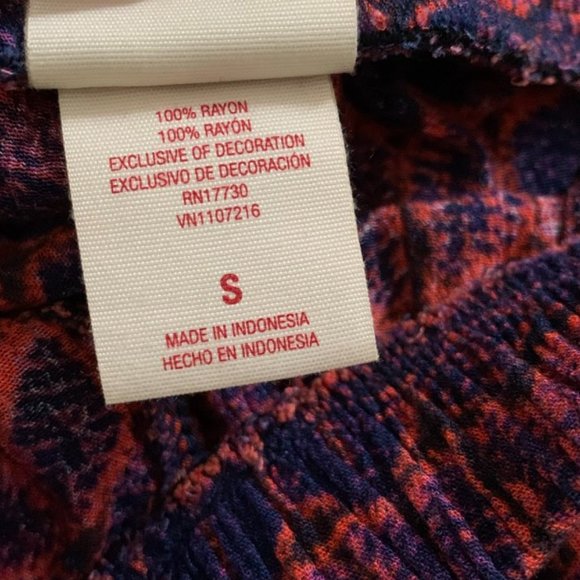 100% RAYON
100% RAYÓN
EXCLUSIVE OF DECORATION
EXCLUSIVO DE DECORACIÓN
RN17730
VN1107216
S
MADE IN INDONESIA
HECHO EN INDONESIA